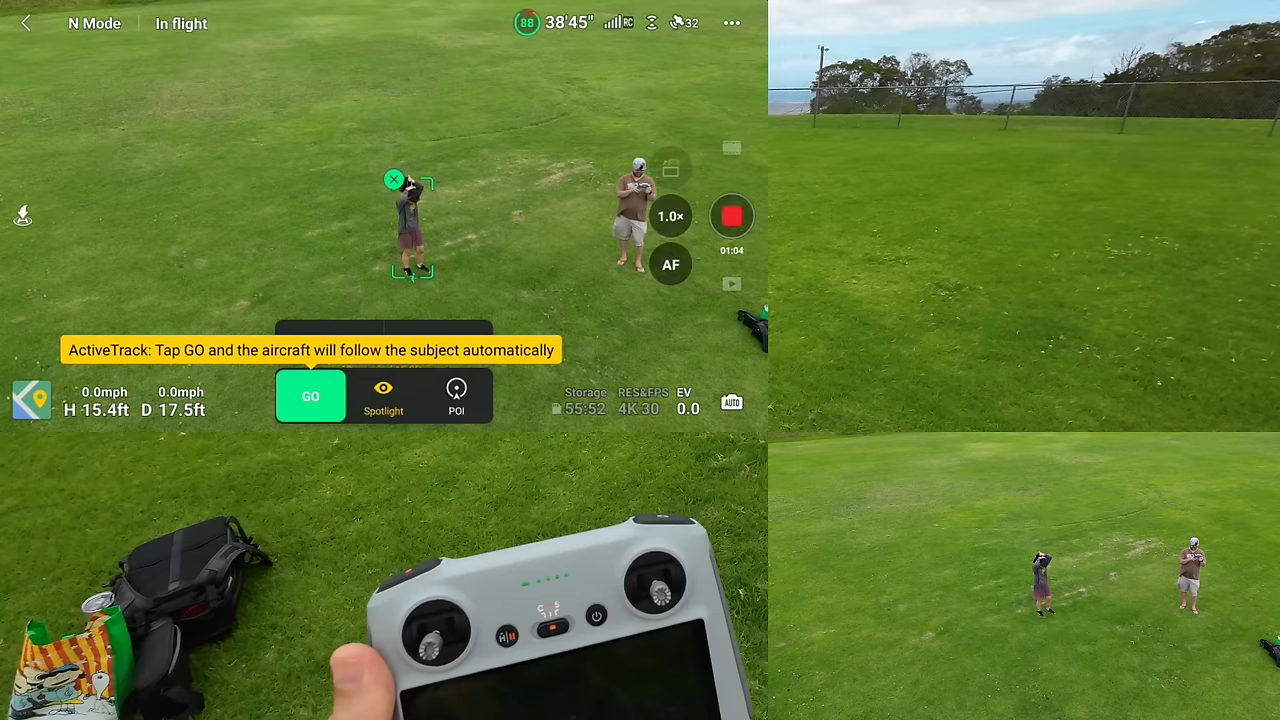 N Mode
In flight
88
38'45"
RC
32
1.0×
AF
01:04
ActiveTrack: Tap GO and the aircraft will follow the subject automatically
0.0mph 0.0mph
H 15.4ft D 17.5ft
GO
Spotlight
POI
Storage RES&FPS EV
55:52 4K 30 0.0
AUTO
C N S